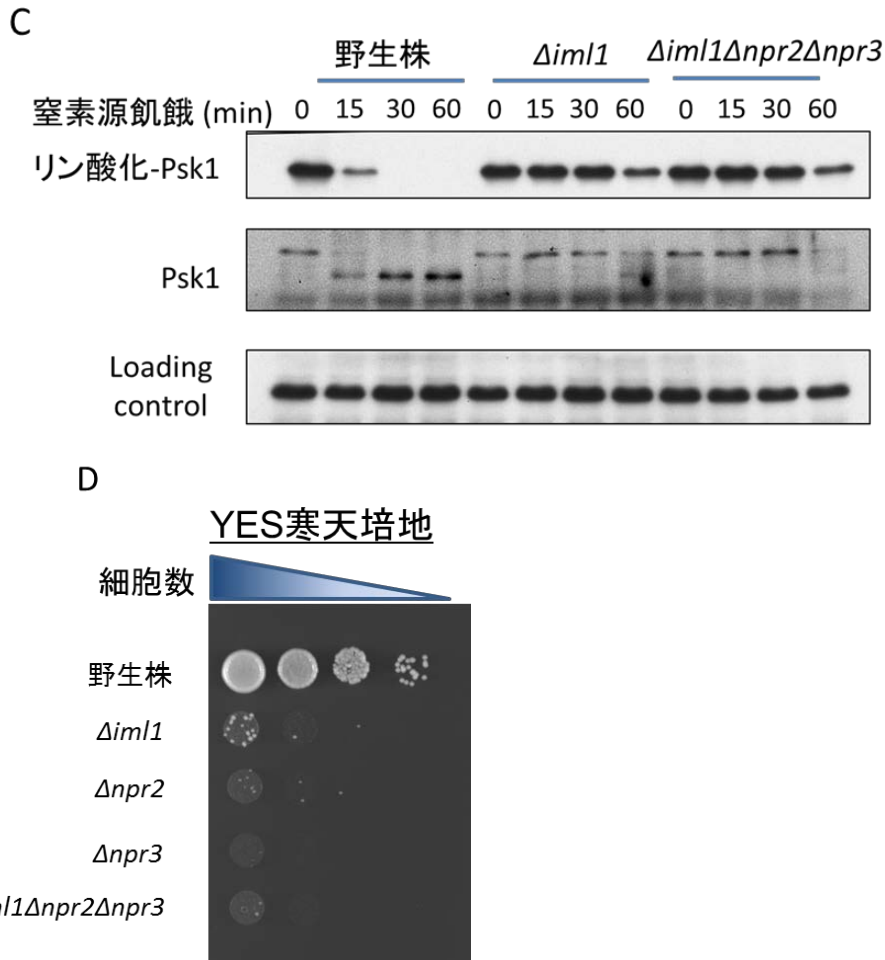 C
野生株 Δiml1 Δiml1Δnpr2Δnpr3
窒素源飢餓 (min) 0 15 30 60 0 15 30 60 0 15 30 60
リン酸化-Psk1
Psk1
Loading
control
D
YES寒天培地
細胞数
野生株
Δiml1
Δnpr2
Δnpr3
l1Δnpr2Δnpr3